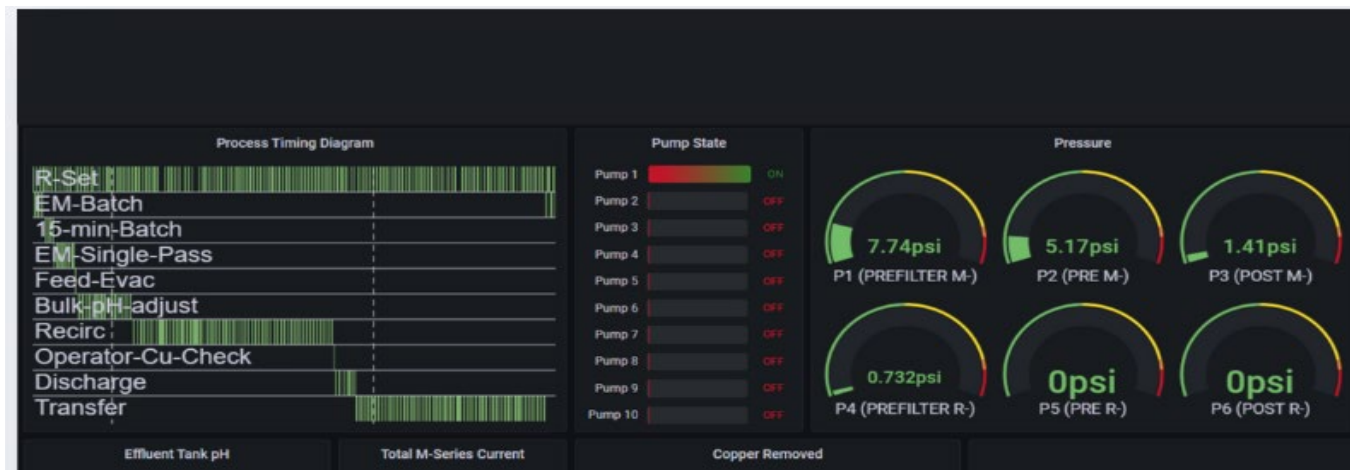 Process Timing Diagram
R-Set
EM-Batch
15-min-Batch
EM-Single-Pass
Feed-Evac
Bulk-pH-adjust
Recirc
Operator-Cu-Check
Discharge
Transfer
Pump State
Pump 1 ON
Pump 2 OFF
Pump 3 OFF
Pump 4 OFF
Pump 5 OFF
Pump 6 OFF
Pump 7 OFF
Pump 8 OFF
Pump 9 OFF
Pump 10 OFF
Pressure
7.74psi
P1 (PREFILTER M-)
5.17psi
P2 (PRE M-)
1.41psi
P3 (POST M-)
0.732psi
P4 (PREFILTER R-)
0psi
P5 (PRE R-)
0psi
P6 (POST R-)
Effluent Tank pH
Total M-Series Current
Copper Removed